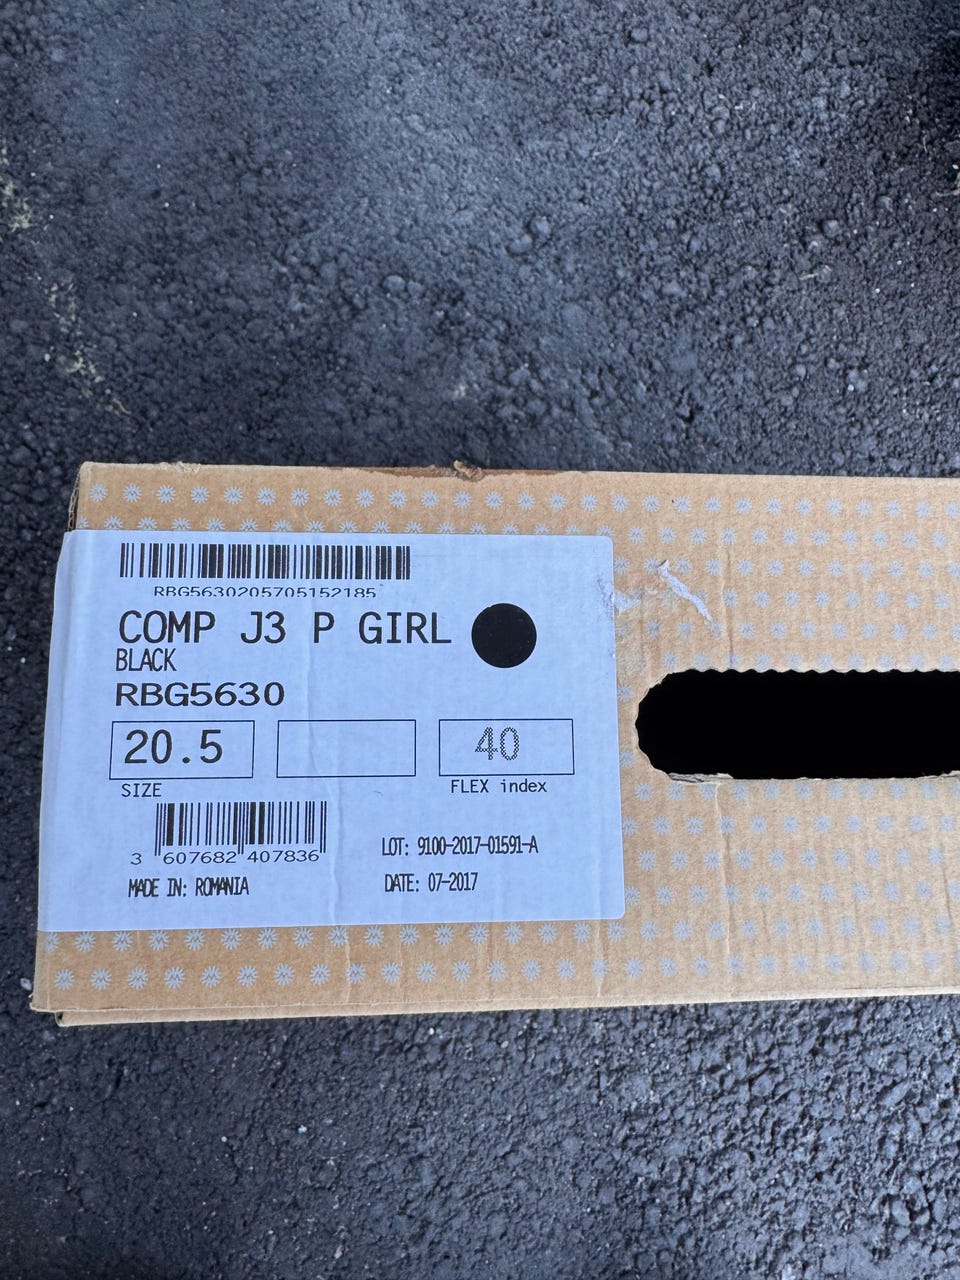 RBG5630205705152185
COMP J3 P GIRL
BLACK
RBG5630
20.5
40
SIZE
FLEX index
3 607682 407836
LOT: 9100-2017-01591-A
MADE IN: ROMANIA
DATE: 07-2017